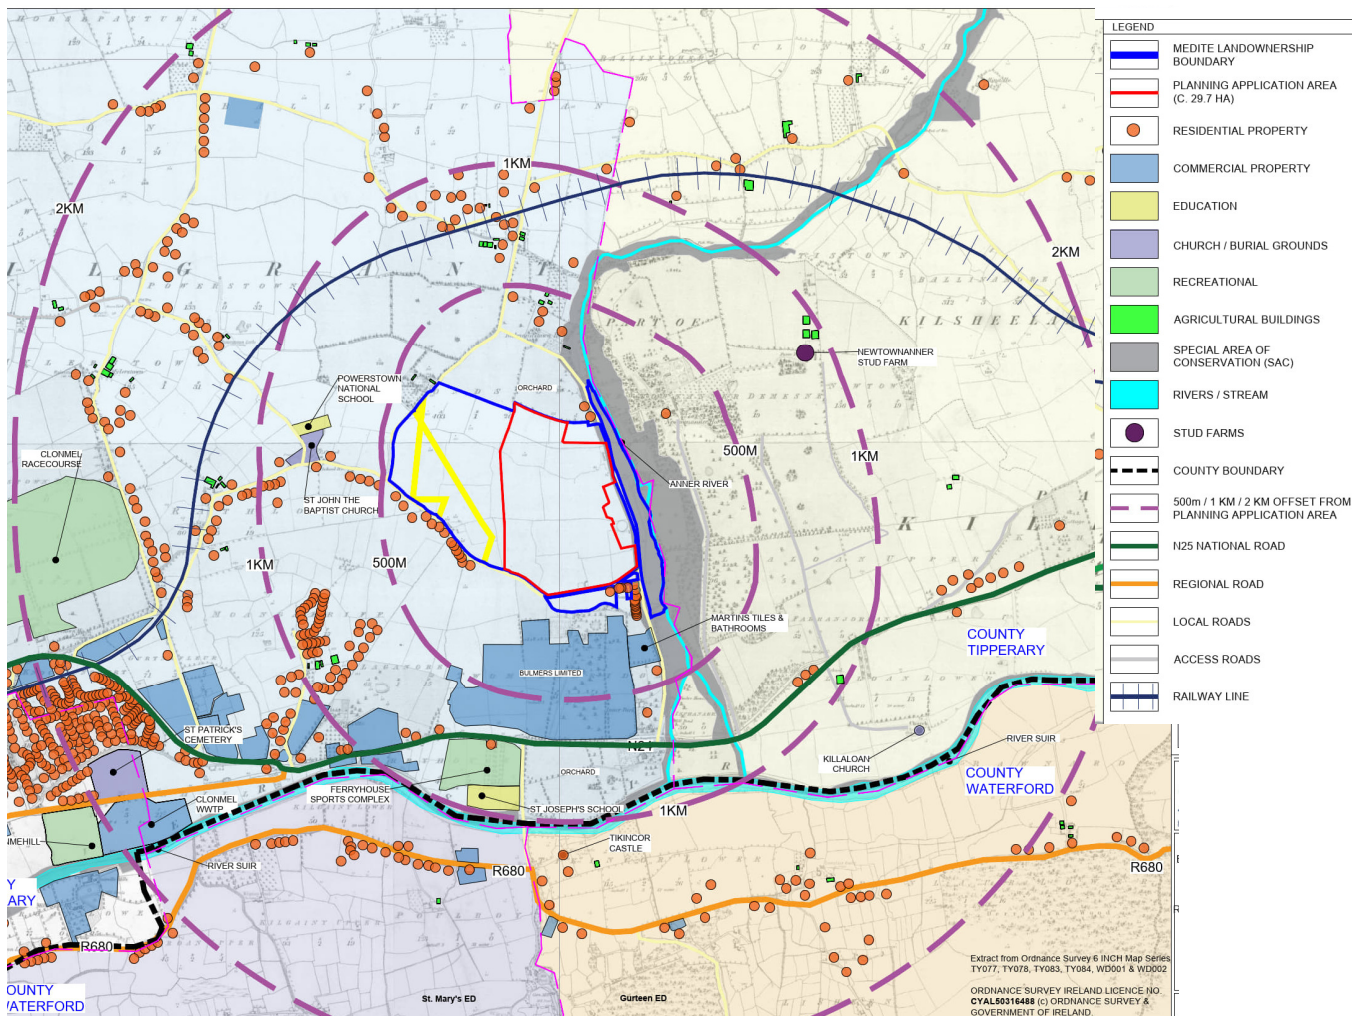 LEGEND
MEDITE LANDOWNERSHIP
BOUNDARY
PLANNING APPLICATION AREA
(C. 29.7 HA)
RESIDENTIAL PROPERTY
COMMERCIAL PROPERTY
EDUCATION
CHURCH / BURIAL GROUNDS
RECREATIONAL
AGRICULTURAL BUILDINGS
SPECIAL AREA OF
CONSERVATION (SAC)
RIVERS / STREAM
STUD FARMS
COUNTY BOUNDARY
500m / 1 KM / 2 KM OFFSET FROM
PLANNING APPLICATION AREA
N25 NATIONAL ROAD
REGIONAL ROAD
LOCAL ROADS
ACCESS ROADS
RAILWAY LINE
1KM
2KM
2KM
KILSHEELAN
NEWTOWNANNER
STUD FARM
POWERSTOWN
NATIONAL
SCHOOL
ORCHARD
CLONMEL
RACECOURSE
500M
1KM
ANNER RIVER
ST JOHN THE
BAPTIST CHURCH
1KM
500M
MARTINS TILES &
BATHROOMS
COUNTY
TIPPERARY
BULMERS LIMITED
ST PATRICK'S
CEMETERY
N24
RIVER SUIR
KILLALOAN
CHURCH
ORCHARD
COUNTY
WATERFORD
FERRYHOUSE
SPORTS COMPLEX
CLONMEL
WWTP
ST JOSEPH'S SCHOOL
1KM
TIKINCOR
CASTLE
NMEHILL
RIVER SUIR
R680
R680
Y
ARY
R680
OUNTY
VATERFORD
St. Mary's ED
Gurteen ED
Extract from Ordnance Survey 6 INCH Map Series
TY077, TY078, TY083, TY084, WD001 & WD002
ORDNANCE SURVEY IRELAND LICENCE NO.
CYAL50316488 (c) ORDNANCE SURVEY &
GOVERNMENT OF IRELAND.